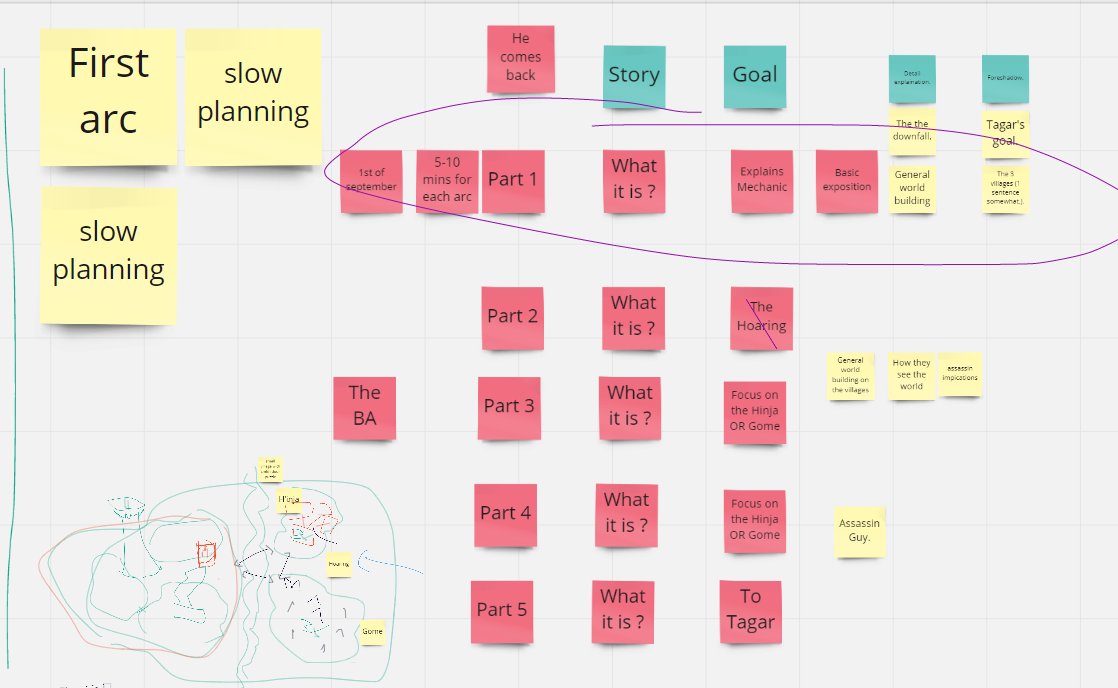 First
arc
slow
planning
slow
planning
He
comes
back
Story
Goal
Detail
explaination.
Foreshadow.
The the
downfall.
Tagar's
goal.
1st of
september
5-10
mins for
each arc
Part 1
What
it is ?
Explains
Mechanic
Basic
exposition
General
world
building
The 3
villages (1
sentence
somewhat.).
Part 2
What
it is ?
The
Hoaring
General
world
building on
the villages
How they
see the
world
assassin
impications
The
BA
Part 3
What
it is ?
Focus on
the Hinja
OR Gome
Part 4
What
it is ?
Focus on
the Hinja
OR Gome
Assassin
Guy.
Part 5
What
it is ?
To
Tagar
Hinja
Hoaring
Gome